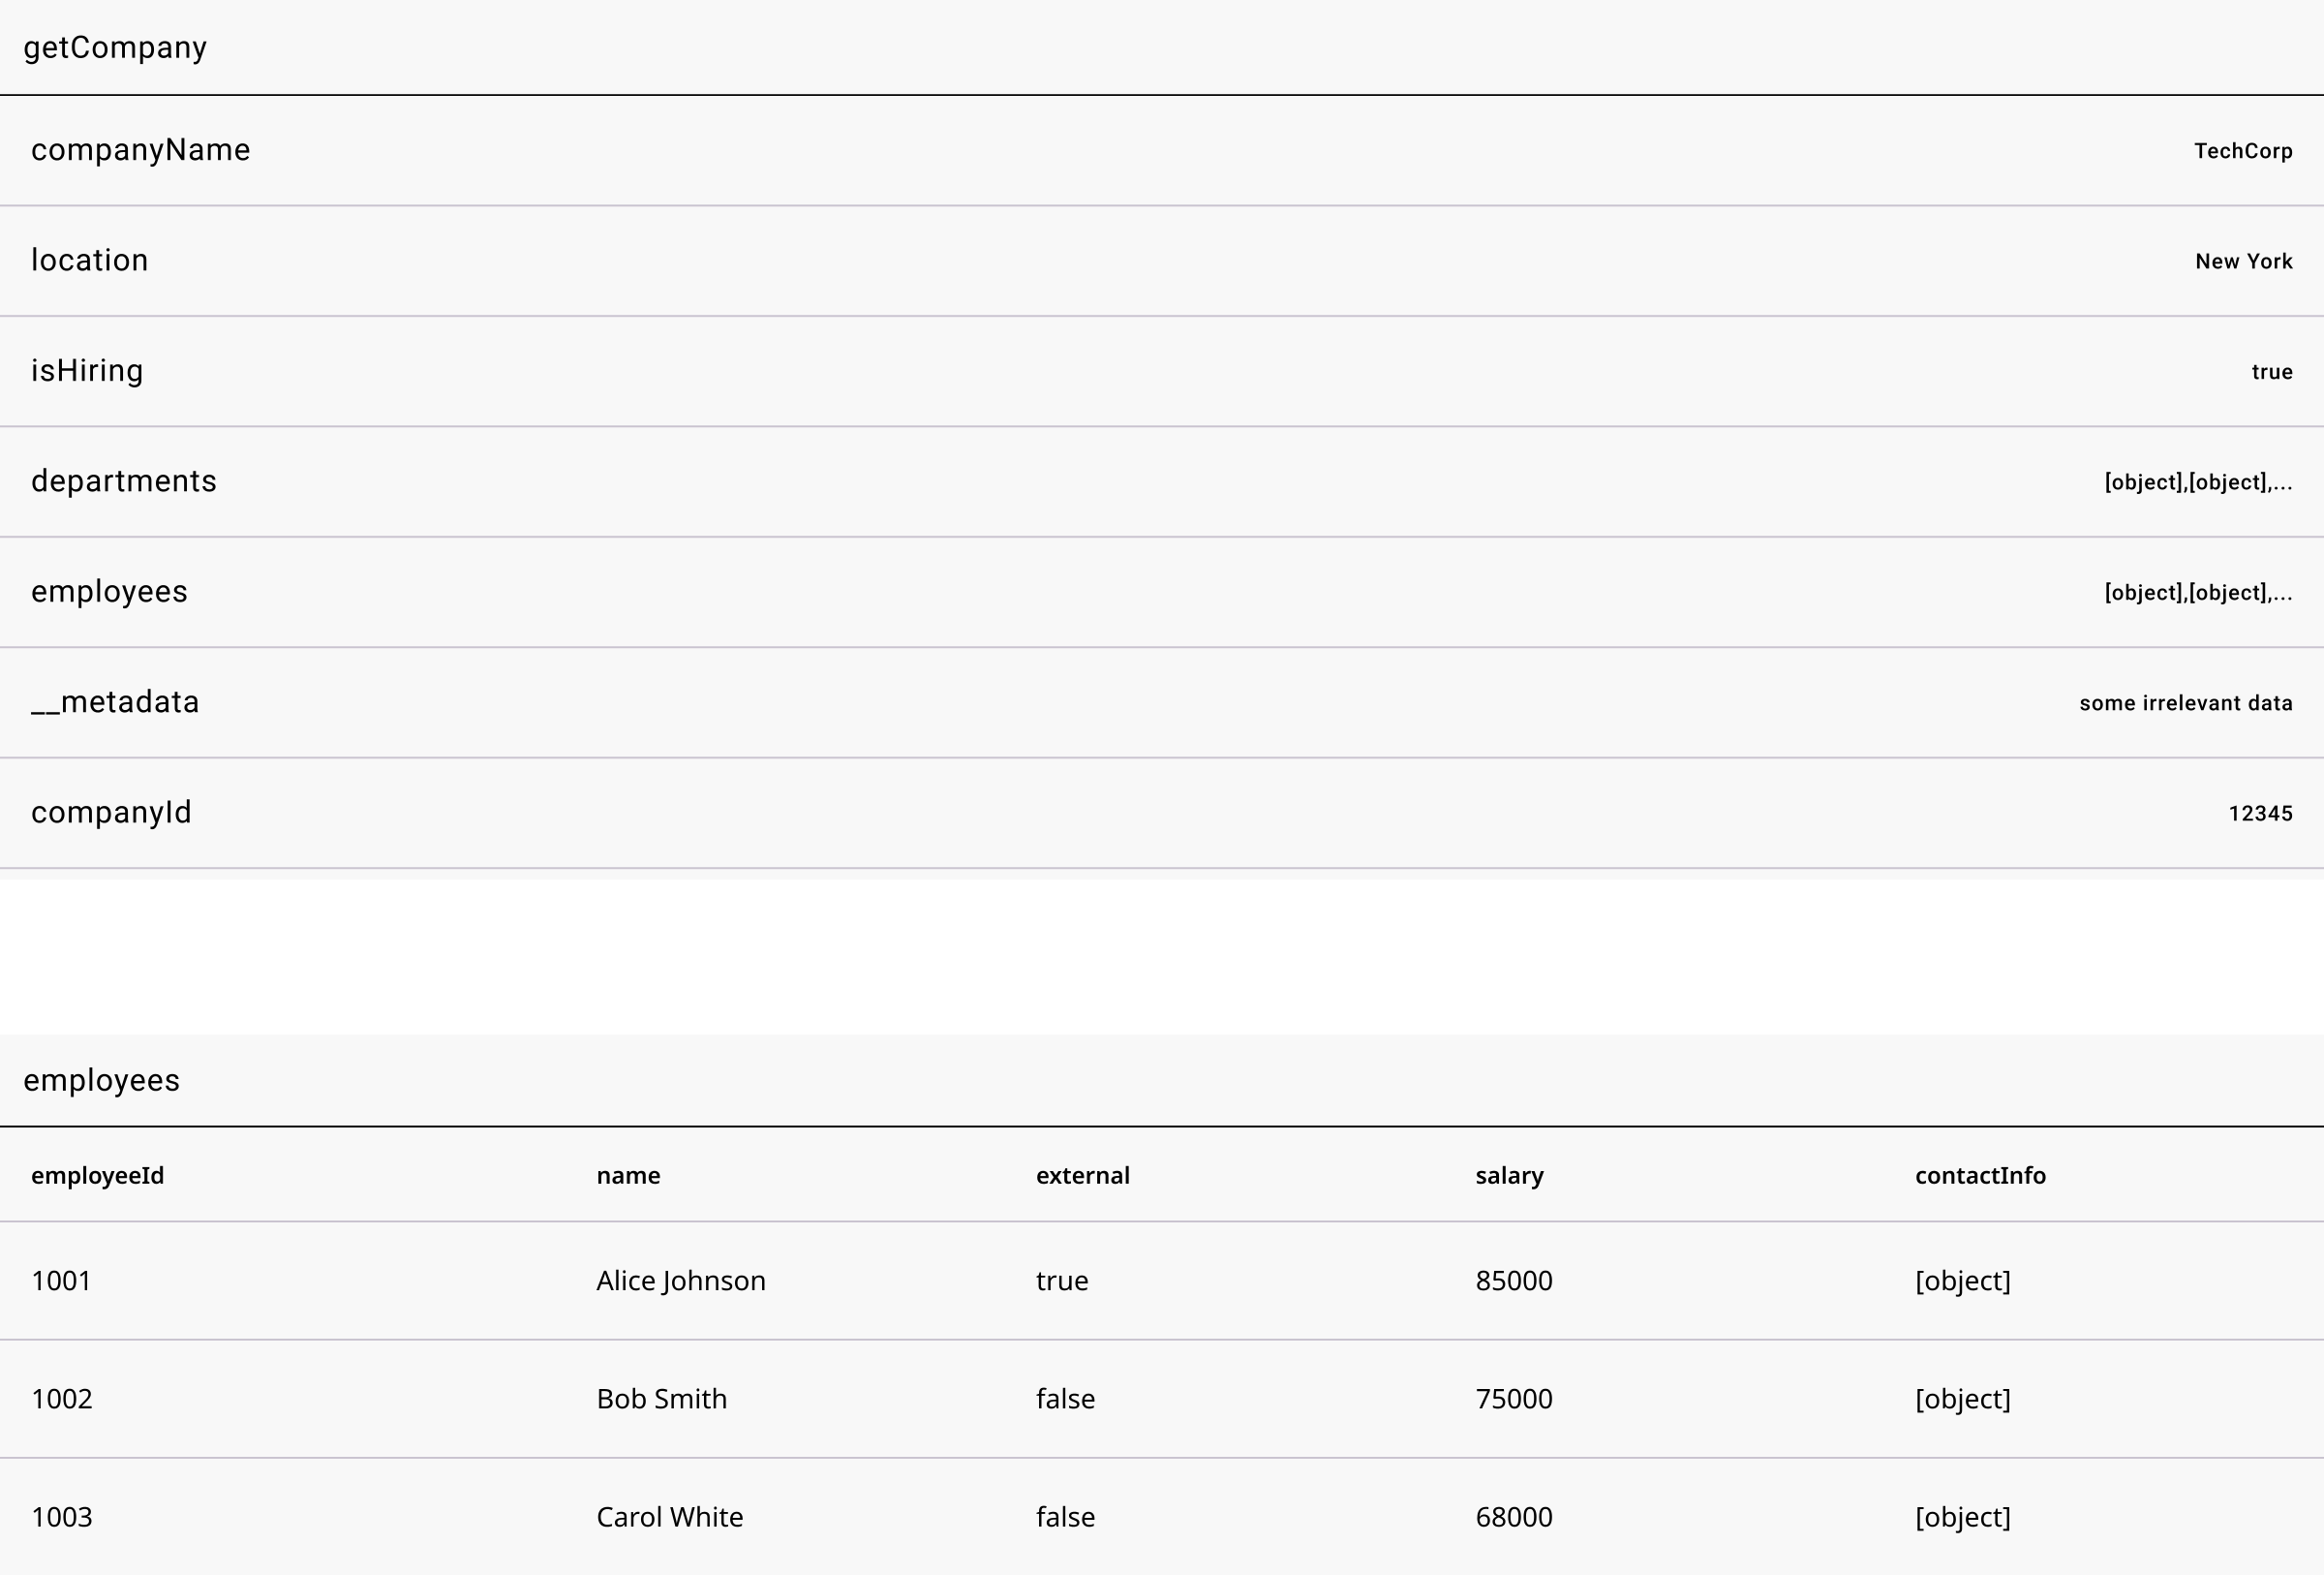 getCompany
companyName TechCorp
location New York
isHiring true
departments [object],[object],...
employees [object],[object],...
__metadata some irrelevant data
companyId 12345
employees
employeeId name external salary contactInfo
1001 Alice Johnson true 85000 [object]
1002 Bob Smith false 75000 [object]
1003 Carol White false 68000 [object]